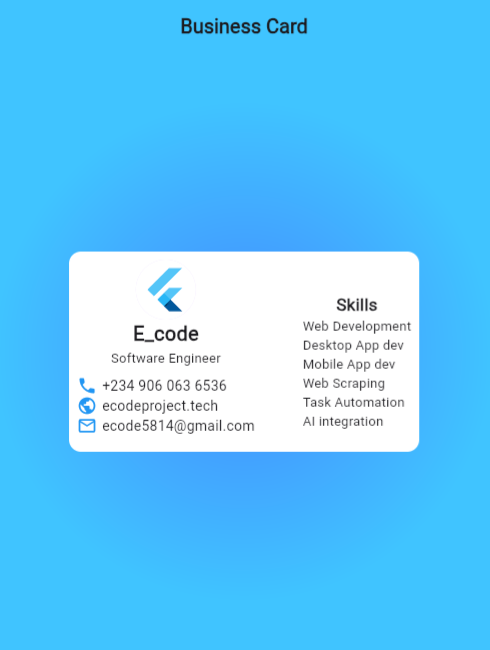 Business Card
E_code
Software Engineer
+234 906 063 6536
ecodeproject.tech
ecode5814@gmail.com
Skills
Web Development
Desktop App dev
Mobile App dev
Web Scraping
Task Automation
AI integration